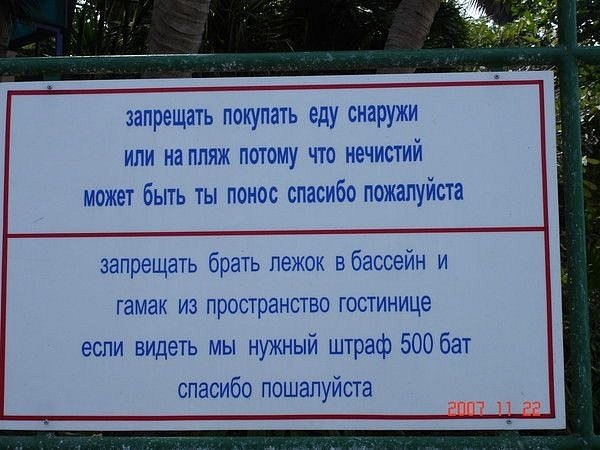 запрещать покупать еду снаружи
или на пляж потому что нечистий
может быть ты понос спасибо пожалуйста
запрещать брать лежок в бассейн и
гамак из пространство гостинице
если видеть мы нужный штраф 500 бат
спасибо пошалуйста
2007 11 22